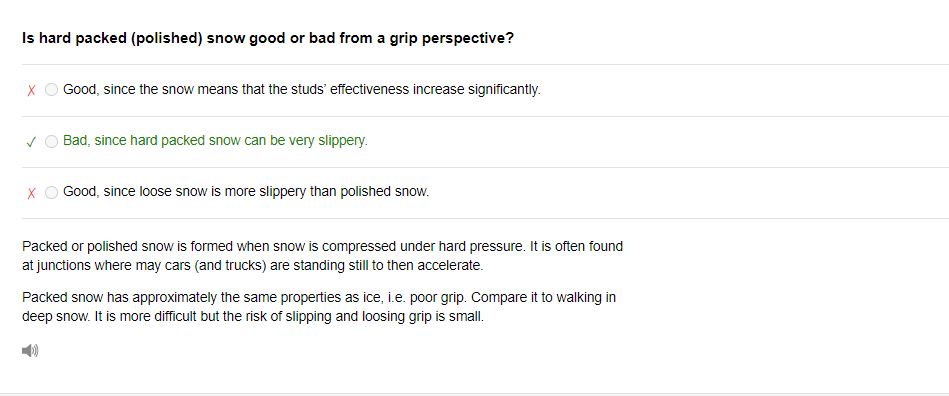 Is hard packed (polished) snow good or bad from a grip perspective?
✗ Good, since the snow means that the studs' effectiveness increase significantly.
✓ Bad, since hard packed snow can be very slippery.
✗ Good, since loose snow is more slippery than polished snow.
Packed or polished snow is formed when snow is compressed under hard pressure. It is often found
at junctions where may cars (and trucks) are standing still to then accelerate.
Packed snow has approximately the same properties as ice, i.e. poor grip. Compare it to walking in
deep snow. It is more difficult but the risk of slipping and loosing grip is small.